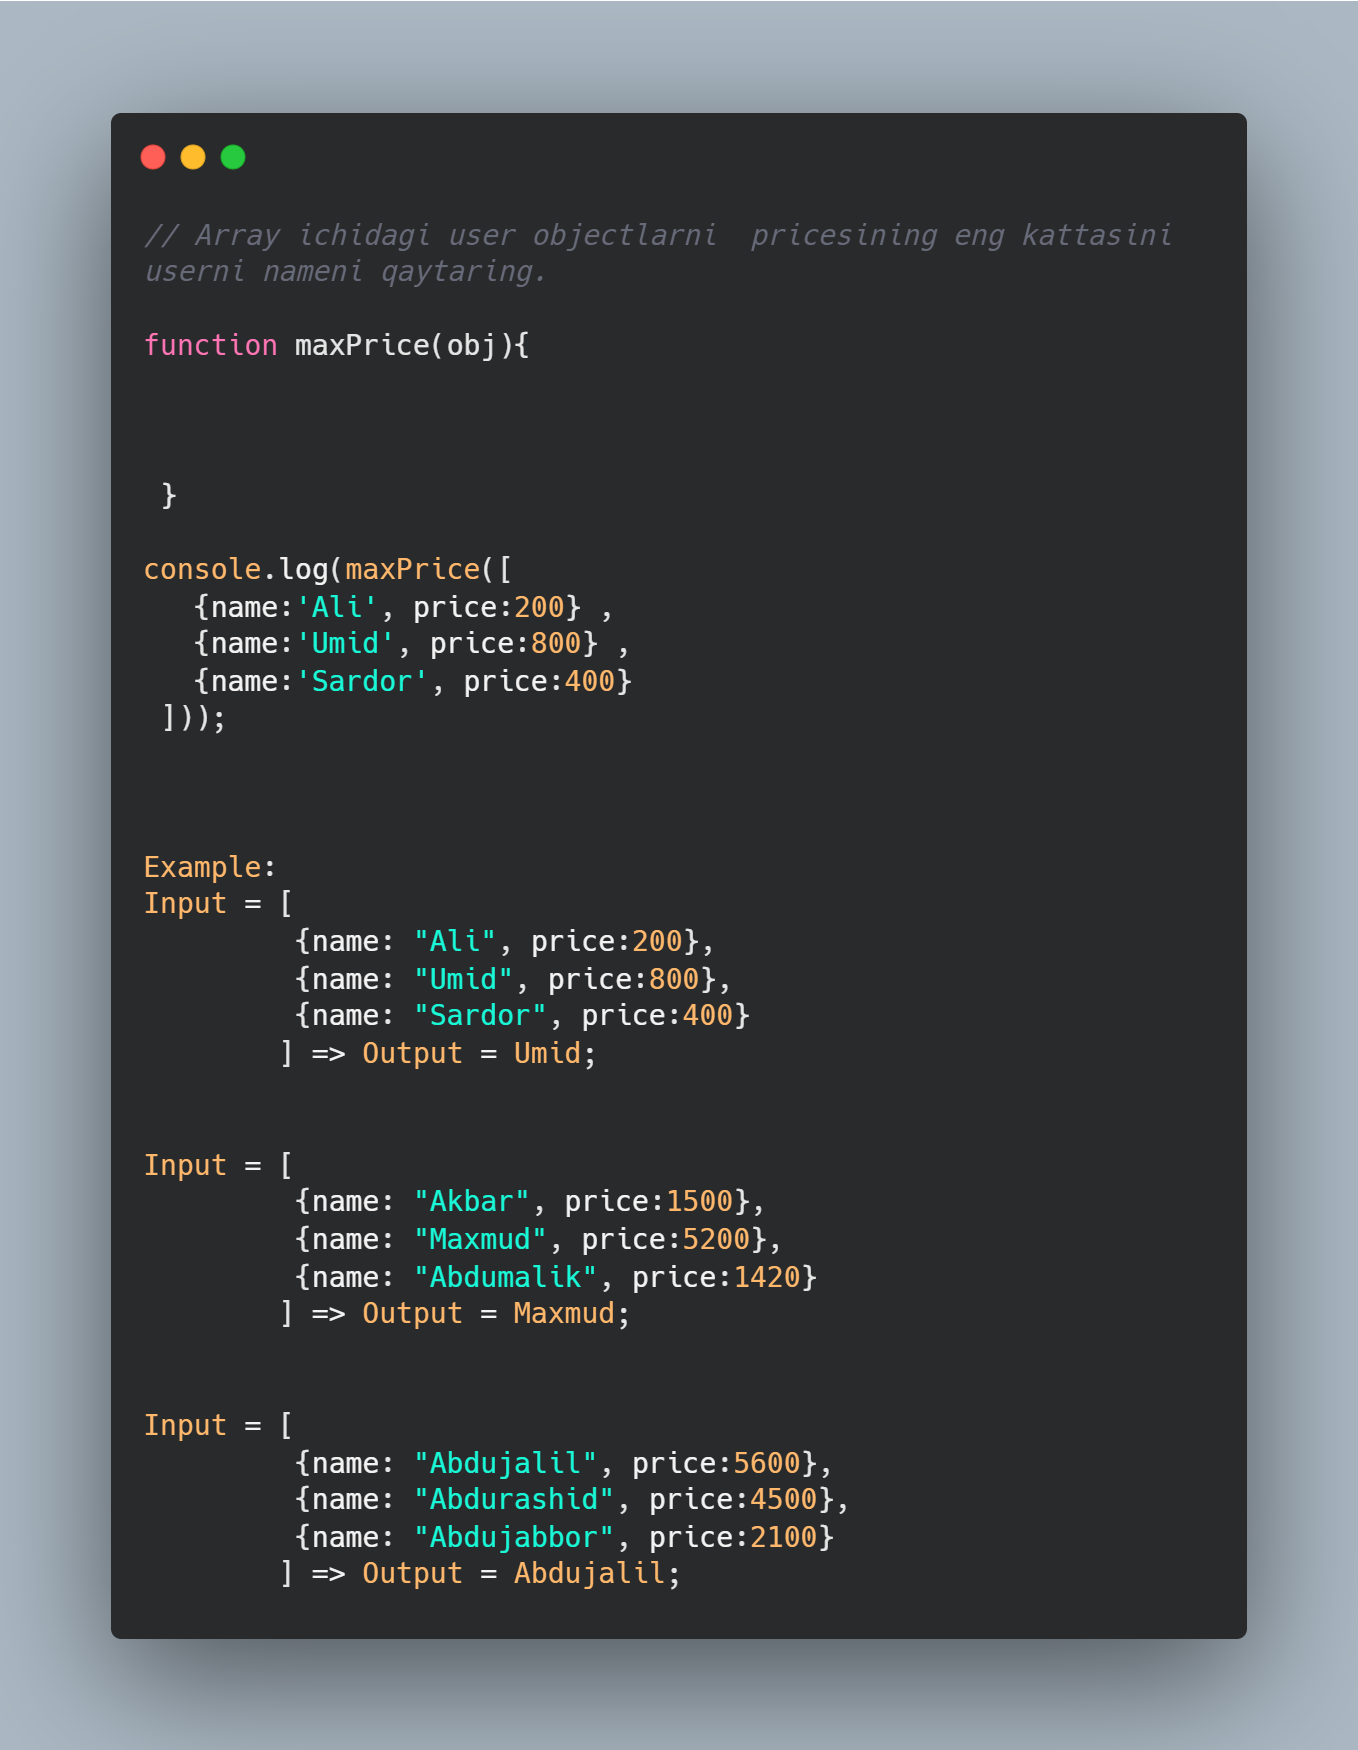 // Array ichidagi user objectlarni  pricesining eng kattasini
userni nameni qaytaring.
function maxPrice(obj){
}
console.log(maxPrice([
{name:'Ali', price:200} ,
{name:'Umid', price:800} ,
{name:'Sardor', price:400}
]));
Example:
Input = [
{name: "Ali", price:200},
{name: "Umid", price:800},
{name: "Sardor", price:400}
] => Output = Umid;
Input = [
{name: "Akbar", price:1500},
{name: "Maxmud", price:5200},
{name: "Abdumalik", price:1420}
] => Output = Maxmud;
Input = [
{name: "Abdujalil", price:5600},
{name: "Abdurashid", price:4500},
{name: "Abdujabbor", price:2100}
] => Output = Abdujalil;